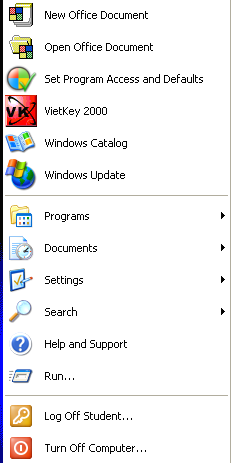 New Office Document
Open Office Document
Set Program Access and Defaults
VK
VietKey 2000
Windows Catalog
Windows Update
Programs
Documents
Settings
Search
Help and Support
Run...
Log Off Student...
Turn Off Computer...